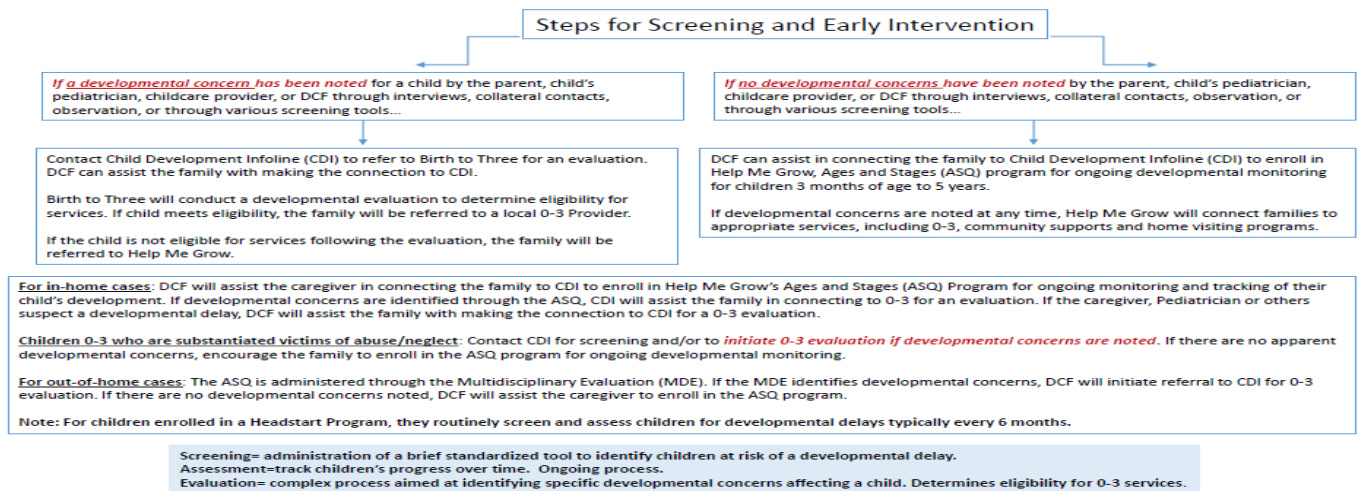 Steps for Screening and Early Intervention
If a developmental concern has been noted for a child by the parent, child's
pediatrician, childcare provider, or DCF through interviews, collateral contacts,
observation, or through various screening tools...
If no developmental concerns have been noted by the parent, child's pediatrician,
childcare provider, or DCF through interviews, collateral contacts, observation, or
through various screening tools...
Contact Child Development Infoline (CDI) to refer to Birth to Three for an evaluation.
DCF can assist the family with making the connection to CDI.
Birth to Three will conduct a developmental evaluation to determine eligibility for
services. If child meets eligibility, the family will be referred to a local 0-3 Provider.
If the child is not eligible for services following the evaluation, the family will be
referred to Help Me Grow.
DCF can assist in connecting the family to Child Development Infoline (CDI) to enroll in
Help Me Grow, Ages and Stages (ASQ) program for ongoing developmental monitoring
for children 3 months of age to 5 years.
If developmental concerns are noted at any time, Help Me Grow will connect families to
appropriate services, including 0-3, community supports and home visiting programs.
For in-home cases: DCF will assist the caregiver in connecting the family to CDI to enroll in Help Me Grow's Ages and Stages (ASQ) Program for ongoing monitoring and tracking of their
child's development. If developmental concerns are identified through the ASQ, CDI will assist the family in connecting to 0-3 for an evaluation. If the caregiver, Pediatrician or others
suspect a developmental delay, DCF will assist the family with making the connection to CDI for a 0-3 evaluation.
Children 0-3 who are substantiated victims of abuse/neglect: Contact CDI for screening and/or to initiate 0-3 evaluation if developmental concerns are noted. If there are no apparent
developmental concerns, encourage the family to enroll in the ASQ program for ongoing developmental monitoring.
For out-of-home cases: The ASQ is administered through the Multidisciplinary Evaluation (MDE). If the MDE identifies developmental concerns, DCF will initiate referral to CDI for 0-3
evaluation. If there are no developmental concerns noted, DCF will assist the caregiver to enroll in the ASQ program.
Note: For children enrolled in a Headstart Program, they routinely screen and assess children for developmental delays typically every 6 months.
Screening= administration of a brief standardized tool to identify children at risk of a developmental delay.
Assessment=track children's progress over time. Ongoing process.
Evaluation= complex process aimed at identifying specific developmental concerns affecting a child. Determines eligibility for 0-3 services.